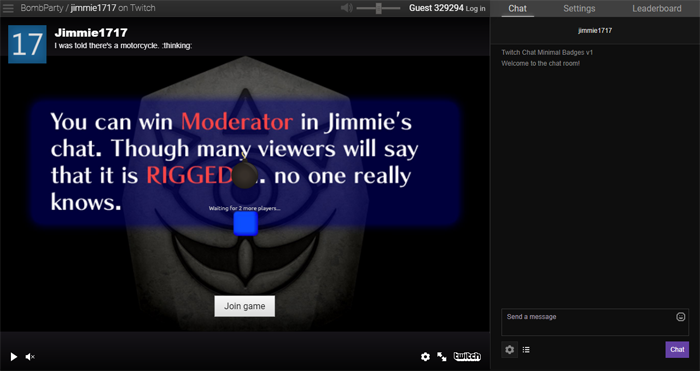 BombParty / jimmie1717 on Twitch
Guest 329294 Log in
Chat Settings Leaderboard
17
Jimmie1717
I was told there's a motorcycle. :thinking:
jimmie1717
Twitch Chat Minimal Badges v1
Welcome to the chat room!
You can win Moderator in Jimmie's
chat. Though many viewers will say
that it is RIGGED... no one really
knows.
Waiting for 2 more players...
Join game
Send a message
twitch
Chat